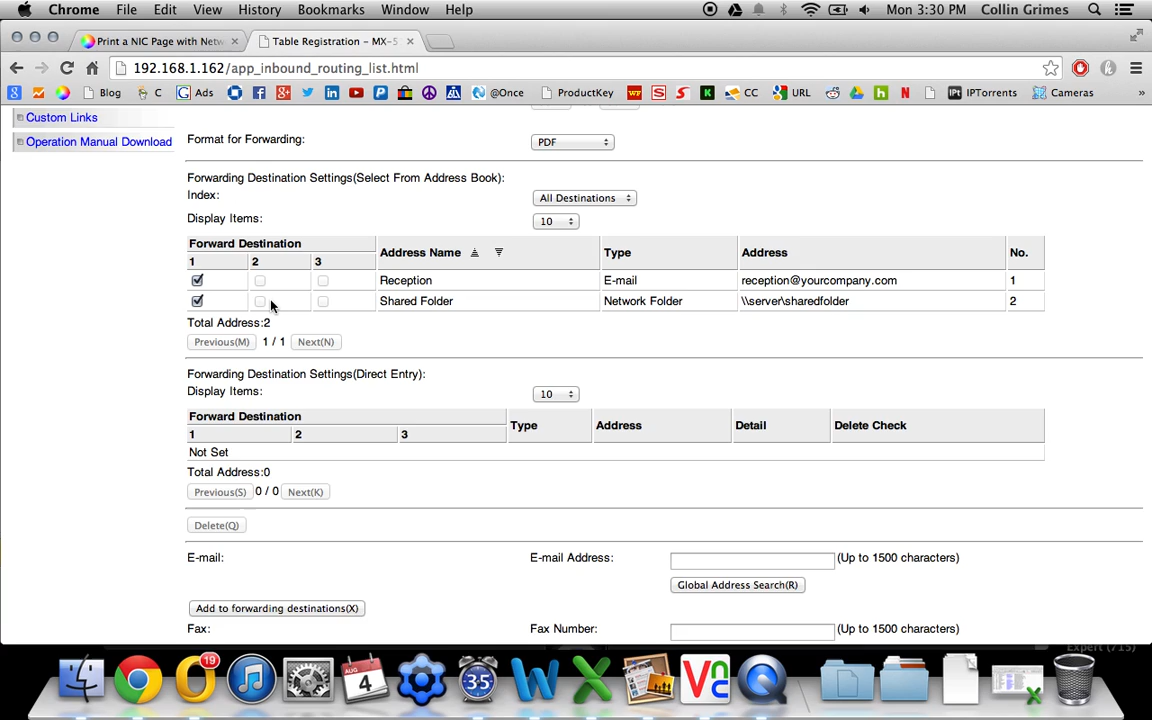 Chrome File Edit View History Bookmarks Window Help Mon 3:30 PM Collin Grimes
Print a NIC Page with Netw Table Registration – MX-5
192.168.1.162/app_inbound_routing_list.html
Blog C Ads @Once ProductKey WF CC URL IPTorrents Cameras »
Custom Links
Operation Manual Download
Format for Forwarding: PDF
Forwarding Destination Settings(Select From Address Book):
Index: All Destinations
Display Items: 10
Forward Destination Address Name Type Address No.
1 2 3
Reception E-mail reception@yourcompany.com 1
Shared Folder Network Folder \\server\sharedfolder 2
Total Address:2
Previous(M) 1 / 1 Next(N)
Forwarding Destination Settings(Direct Entry):
Display Items: 10
Forward Destination Type Address Detail Delete Check
1 2 3
Not Set
Total Address:0
Previous(S) 0 / 0 Next(K)
Delete(Q)
E-mail: E-mail Address: (Up to 1500 characters)
Global Address Search(R)
Add to forwarding destinations(X)
Fax: Fax Number: (Up to 1500 characters)
Expert (715)
19
AUG
4
35